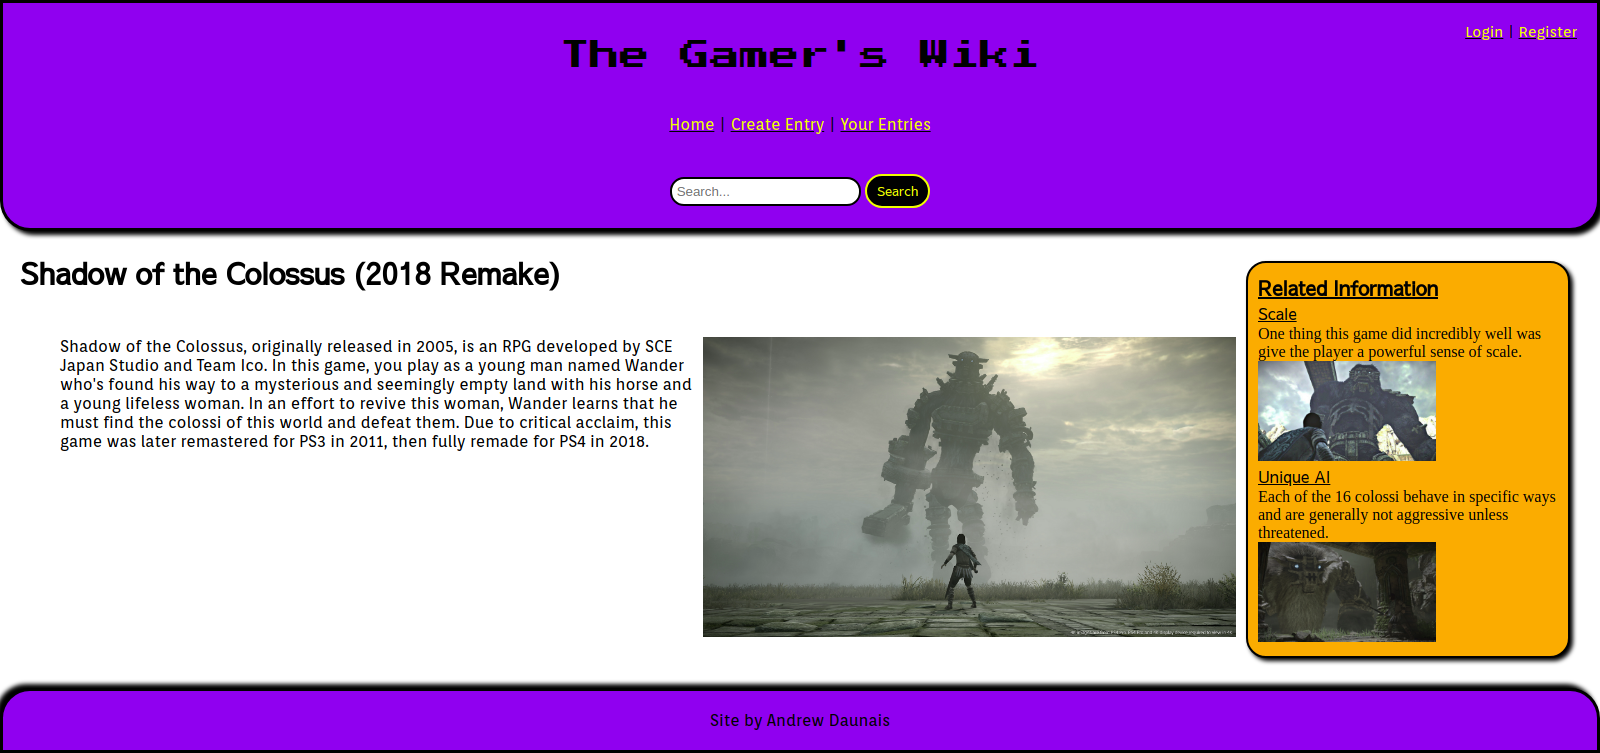 Login | Register
The Gamer's Wiki
Home | Create Entry | Your Entries
Search...
Search
Shadow of the Colossus (2018 Remake)
Shadow of the Colossus, originally released in 2005, is an RPG developed by SCE
Japan Studio and Team Ico. In this game, you play as a young man named Wander
who's found his way to a mysterious and seemingly empty land with his horse and
a young lifeless woman. In an effort to revive this woman, Wander learns that he
must find the colossi of this world and defeat them. Due to critical acclaim, this
game was later remastered for PS3 in 2011, then fully remade for PS4 in 2018.
Related Information
Scale
One thing this game did incredibly well was
give the player a powerful sense of scale.
Unique AI
Each of the 16 colossi behave in specific ways
and are generally not aggressive unless
threatened.
Site by Andrew Daunais